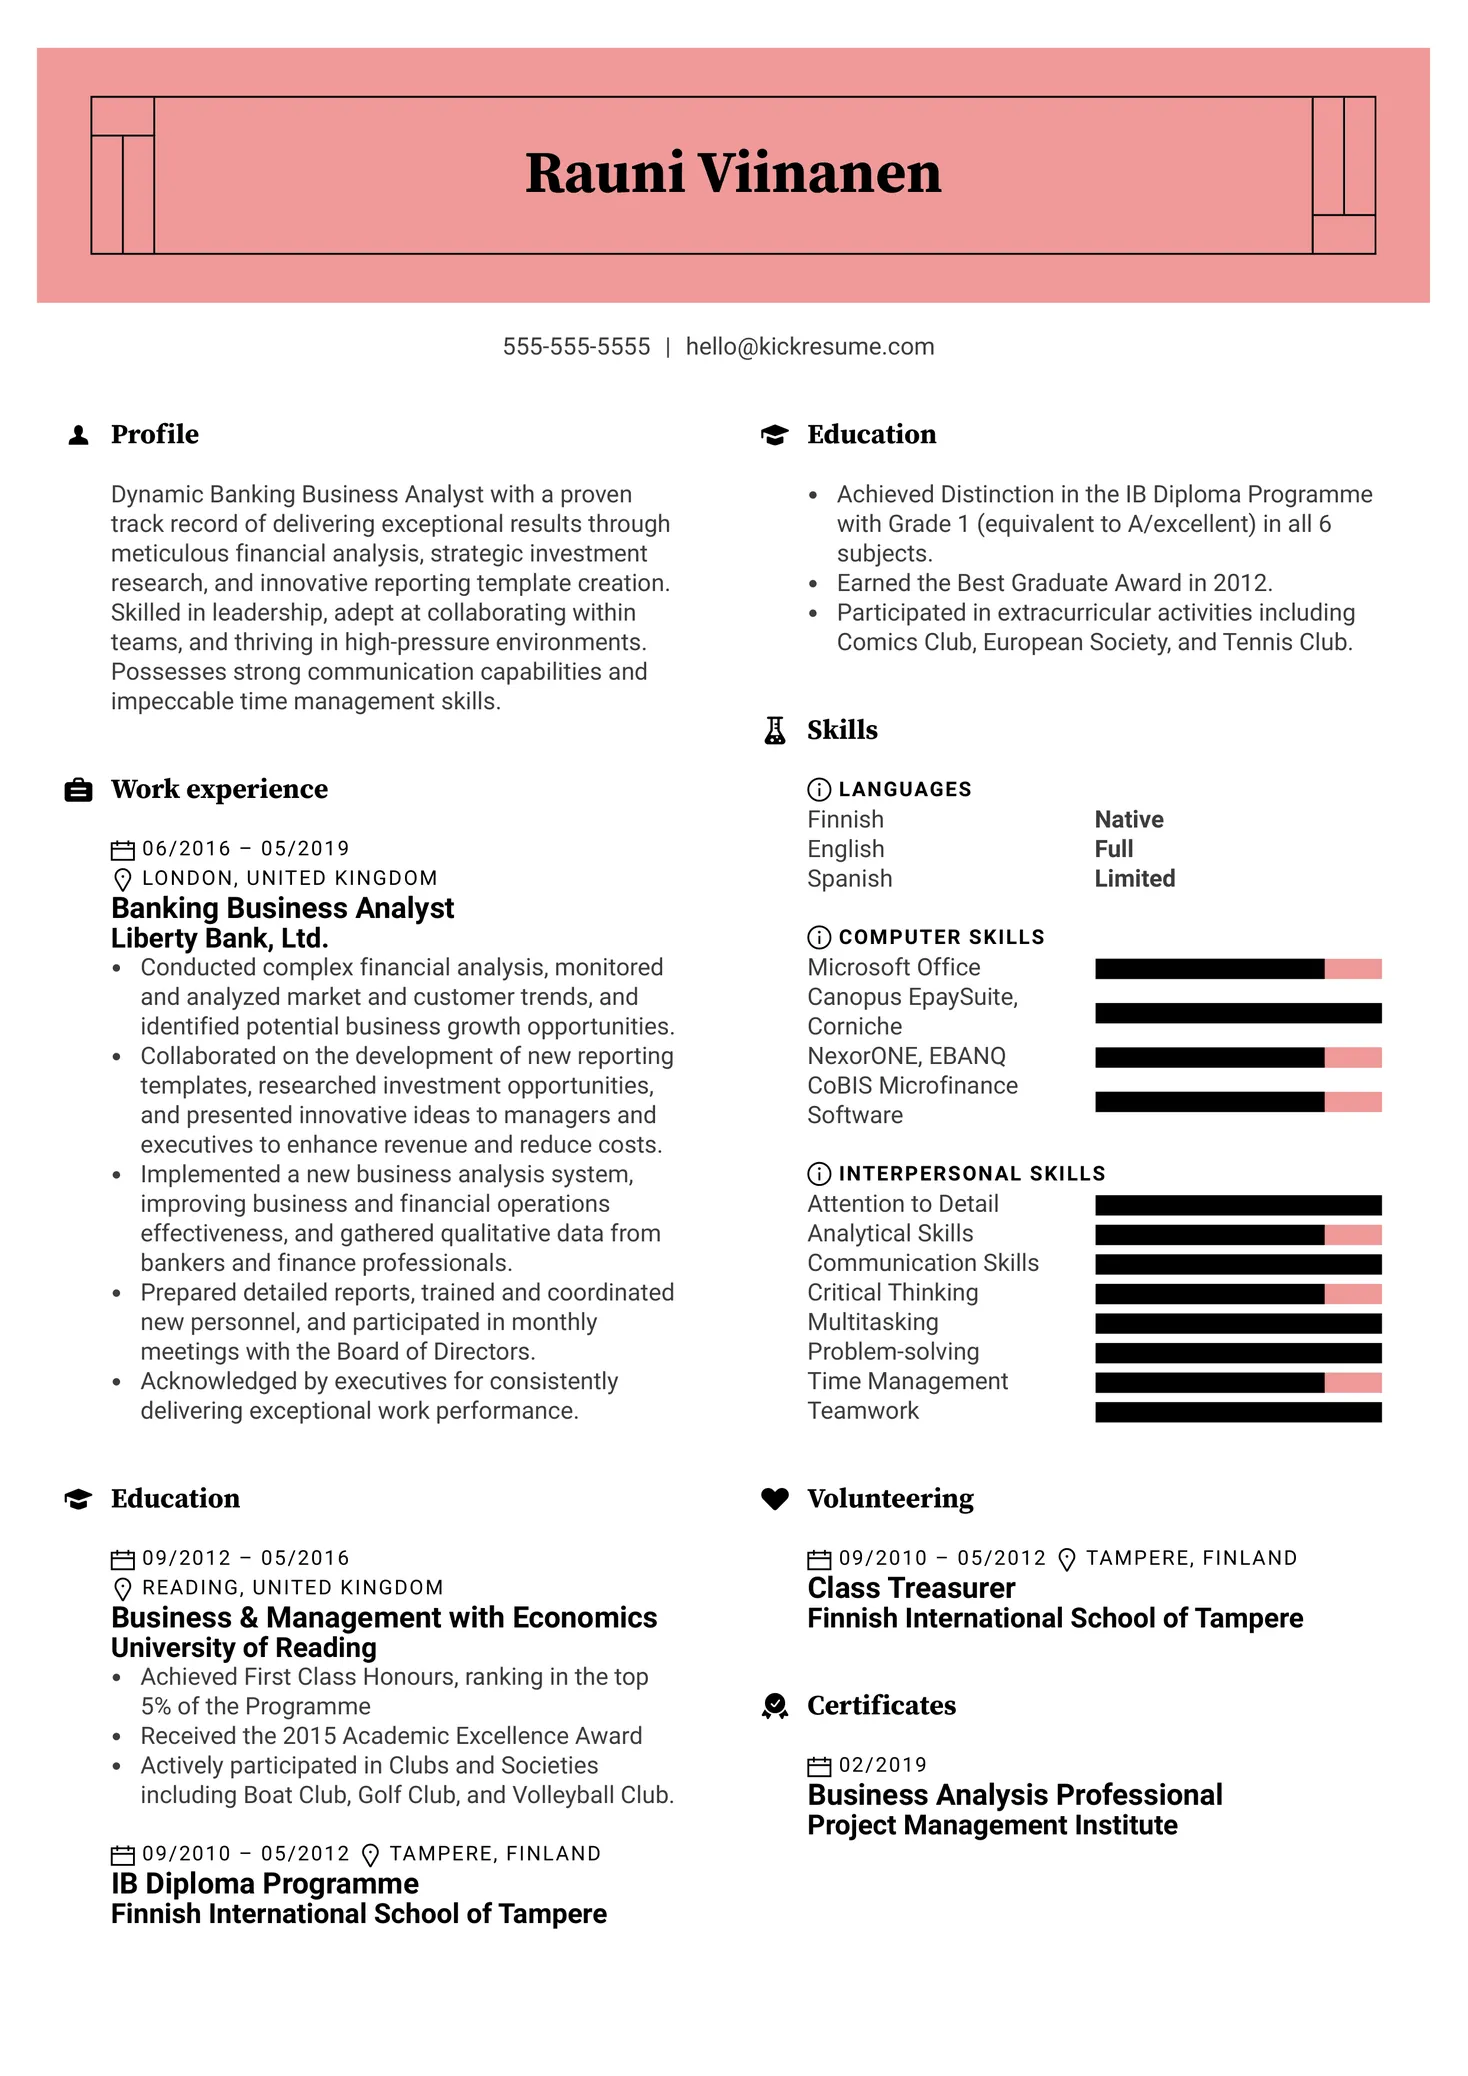 Rauni Viinanen
555-555-5555 | hello@kickresume.com
Profile
Dynamic Banking Business Analyst with a proven
track record of delivering exceptional results through
meticulous financial analysis, strategic investment
research, and innovative reporting template creation.
Skilled in leadership, adept at collaborating within
teams, and thriving in high-pressure environments.
Possesses strong communication capabilities and
impeccable time management skills.
Work experience
06/2016 – 05/2019
LONDON, UNITED KINGDOM
Banking Business Analyst
Liberty Bank, Ltd.
• Conducted complex financial analysis, monitored
and analyzed market and customer trends, and
identified potential business growth opportunities.
• Collaborated on the development of new reporting
templates, researched investment opportunities,
and presented innovative ideas to managers and
executives to enhance revenue and reduce costs.
• Implemented a new business analysis system,
improving business and financial operations
effectiveness, and gathered qualitative data from
bankers and finance professionals.
• Prepared detailed reports, trained and coordinated
new personnel, and participated in monthly
meetings with the Board of Directors.
• Acknowledged by executives for consistently
delivering exceptional work performance.
Education
09/2012 – 05/2016
READING, UNITED KINGDOM
Business & Management with Economics
University of Reading
• Achieved First Class Honours, ranking in the top
5% of the Programme
• Received the 2015 Academic Excellence Award
• Actively participated in Clubs and Societies
including Boat Club, Golf Club, and Volleyball Club.
09/2010 – 05/2012 TAMPERE, FINLAND
IB Diploma Programme
Finnish International School of Tampere
Education
• Achieved Distinction in the IB Diploma Programme
with Grade 1 (equivalent to A/excellent) in all 6
subjects.
• Earned the Best Graduate Award in 2012.
• Participated in extracurricular activities including
Comics Club, European Society, and Tennis Club.
Skills
LANGUAGES
Finnish Native
English Full
Spanish Limited
COMPUTER SKILLS
Microsoft Office
Canopus EpaySuite,
Corniche
NexorONE, EBANQ
CoBIS Microfinance
Software
INTERPERSONAL SKILLS
Attention to Detail
Analytical Skills
Communication Skills
Critical Thinking
Multitasking
Problem-solving
Time Management
Teamwork
Volunteering
09/2010 – 05/2012 TAMPERE, FINLAND
Class Treasurer
Finnish International School of Tampere
Certificates
02/2019
Business Analysis Professional
Project Management Institute